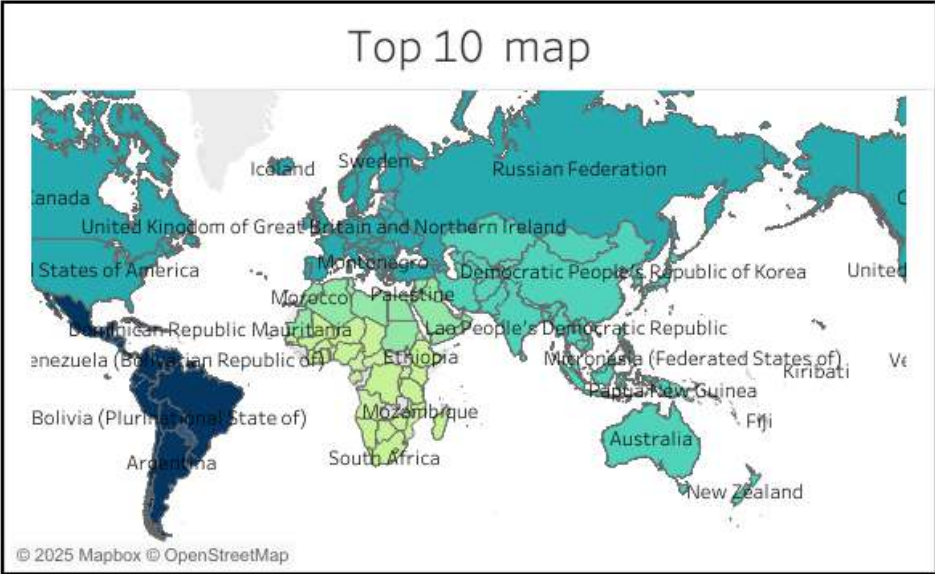 Top 10 map
Iceland
Sweden
Russian Federation
Canada
United Kingdom of Great Britain and Northern Ireland
States of America
Montenegro
Democratic People's Republic of Korea
United
Morocco
Palestine
Dominican Republic
Mauritania
Lao People's Democratic Republic
enezuela (Bolivarian Republic of)
Ethiopia
Micronesia (Federated States of)
Ve
Kiribati
Papua New Guinea
Bolivia (Plurinational State of)
Mozambique
Fiji
Australia
Argentina
South Africa
New Zealand
© 2025 Mapbox © OpenStreetMap